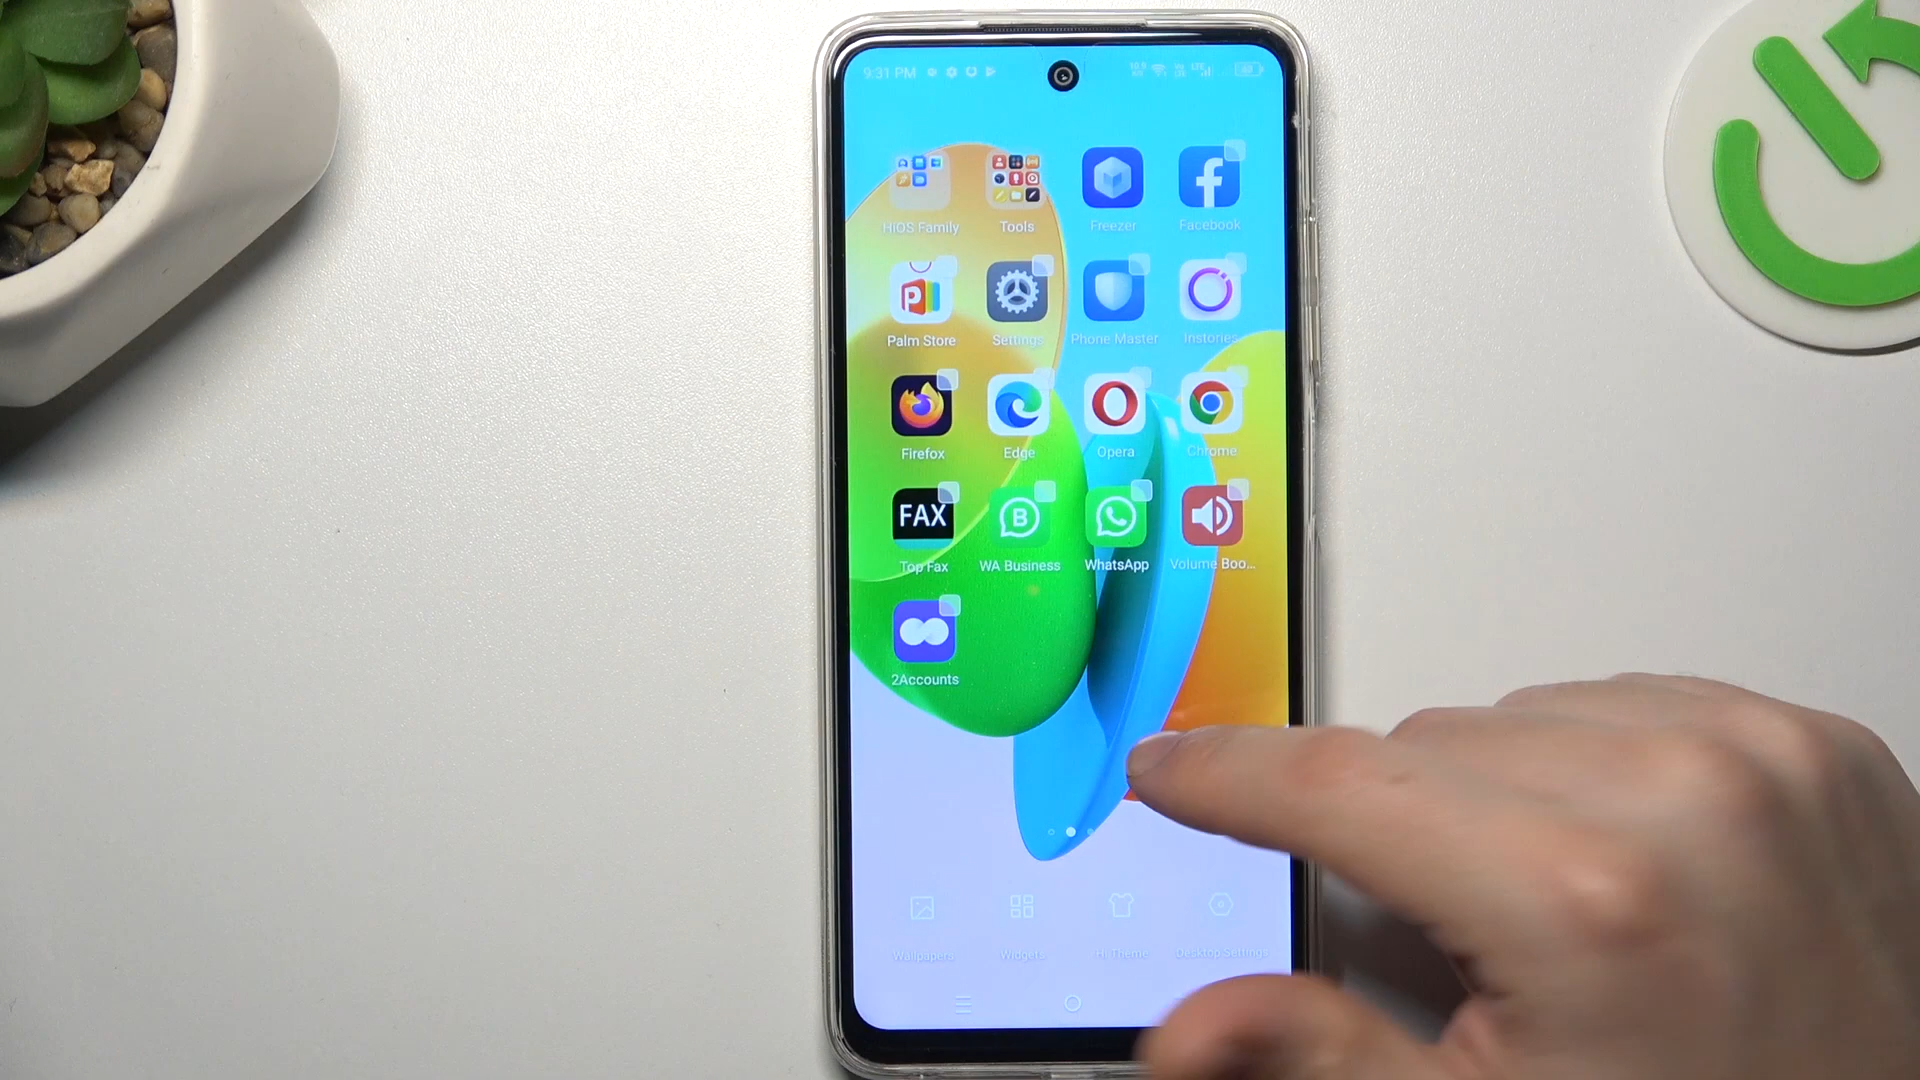 9:31 PM
HiOS Family Tools Freezer Facebook
Palm Store Settings Phone Master Instories
Firefox Edge Opera Chrome
FAX
Top Fax WA Business WhatsApp Volume Boo...
2Accounts
Wallpapers Widgets Hi Theme Desktop Settings